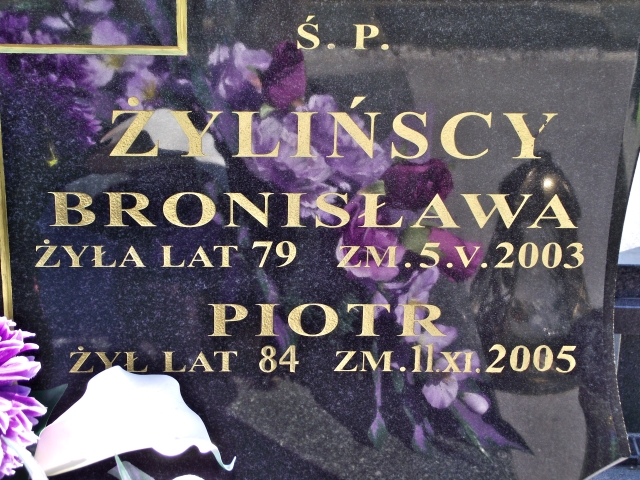 Ś. P.
ŻYLIŃSCY
BRONISŁAWA
ŻYŁA LAT 79 ZM. 5. V. 2003
PIOTR
ŻYŁ LAT 84 ZM. 11. XI. 2005